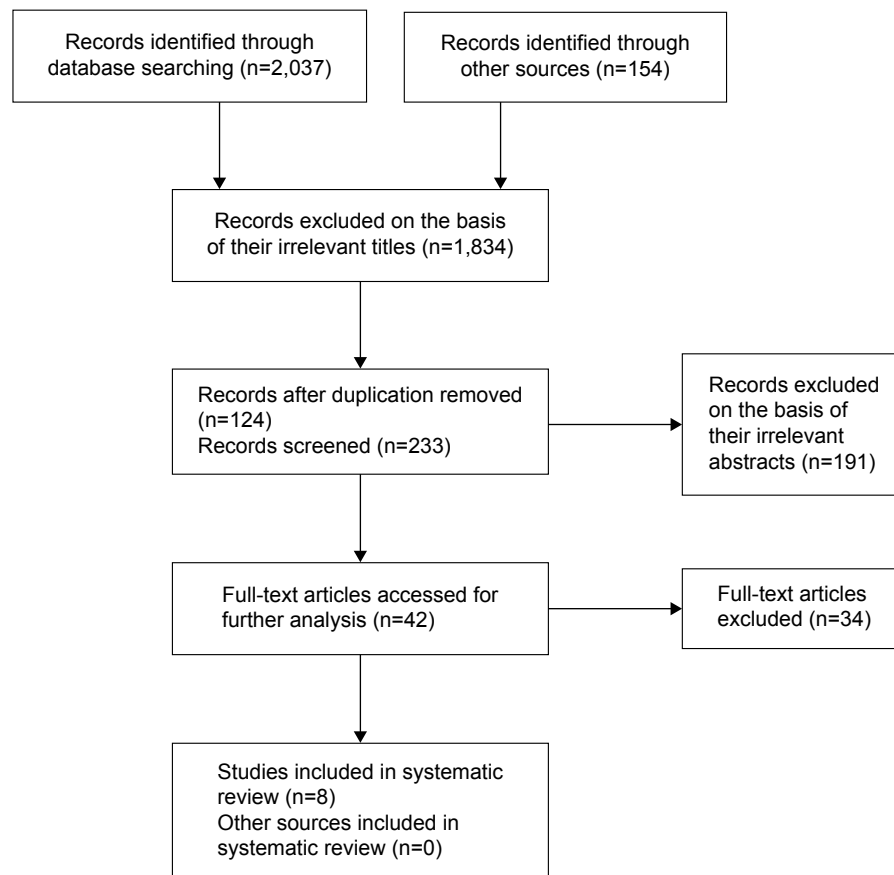 Records identified through
database searching (n=2,037)
Records identified through
other sources (n=154)
Records excluded on the basis
of their irrelevant titles (n=1,834)
Records after duplication removed
(n=124)
Records screened (n=233)
Records excluded
on the basis of
their irrelevant
abstracts (n=191)
Full-text articles accessed for
further analysis (n=42)
Full-text articles
excluded (n=34)
Studies included in systematic
review (n=8)
Other sources included in
systematic review (n=0)